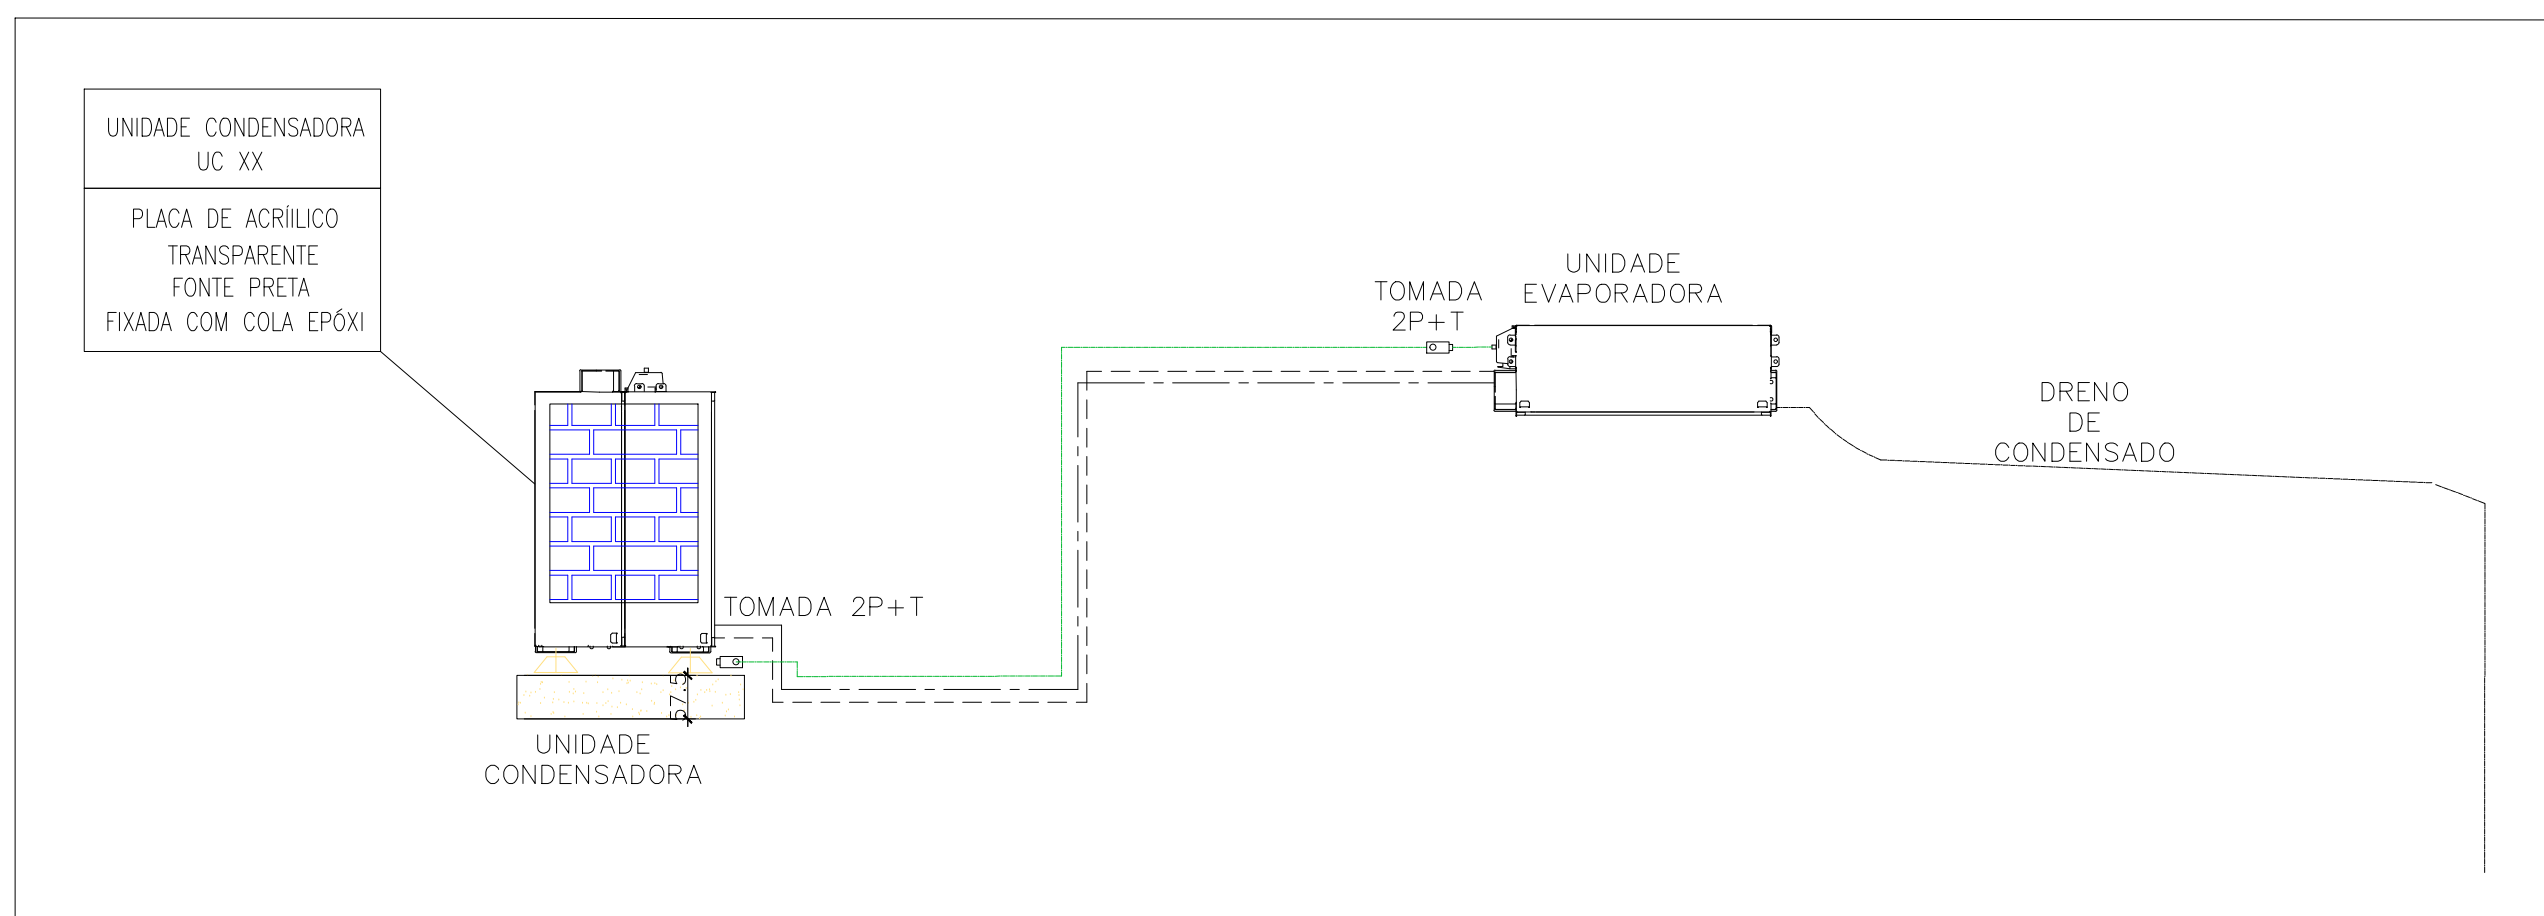 UNIDADE CONDENSADORA
UC XX
PLACA DE ACRÍILICO
TRANSPARENTE
FONTE PRETA
FIXADA COM COLA EPÓXI
UNIDADE
EVAPORADORA
TOMADA
2P+T
DRENO
DE
CONDENSADO
TOMADA 2P+T
57.5
UNIDADE
CONDENSADORA